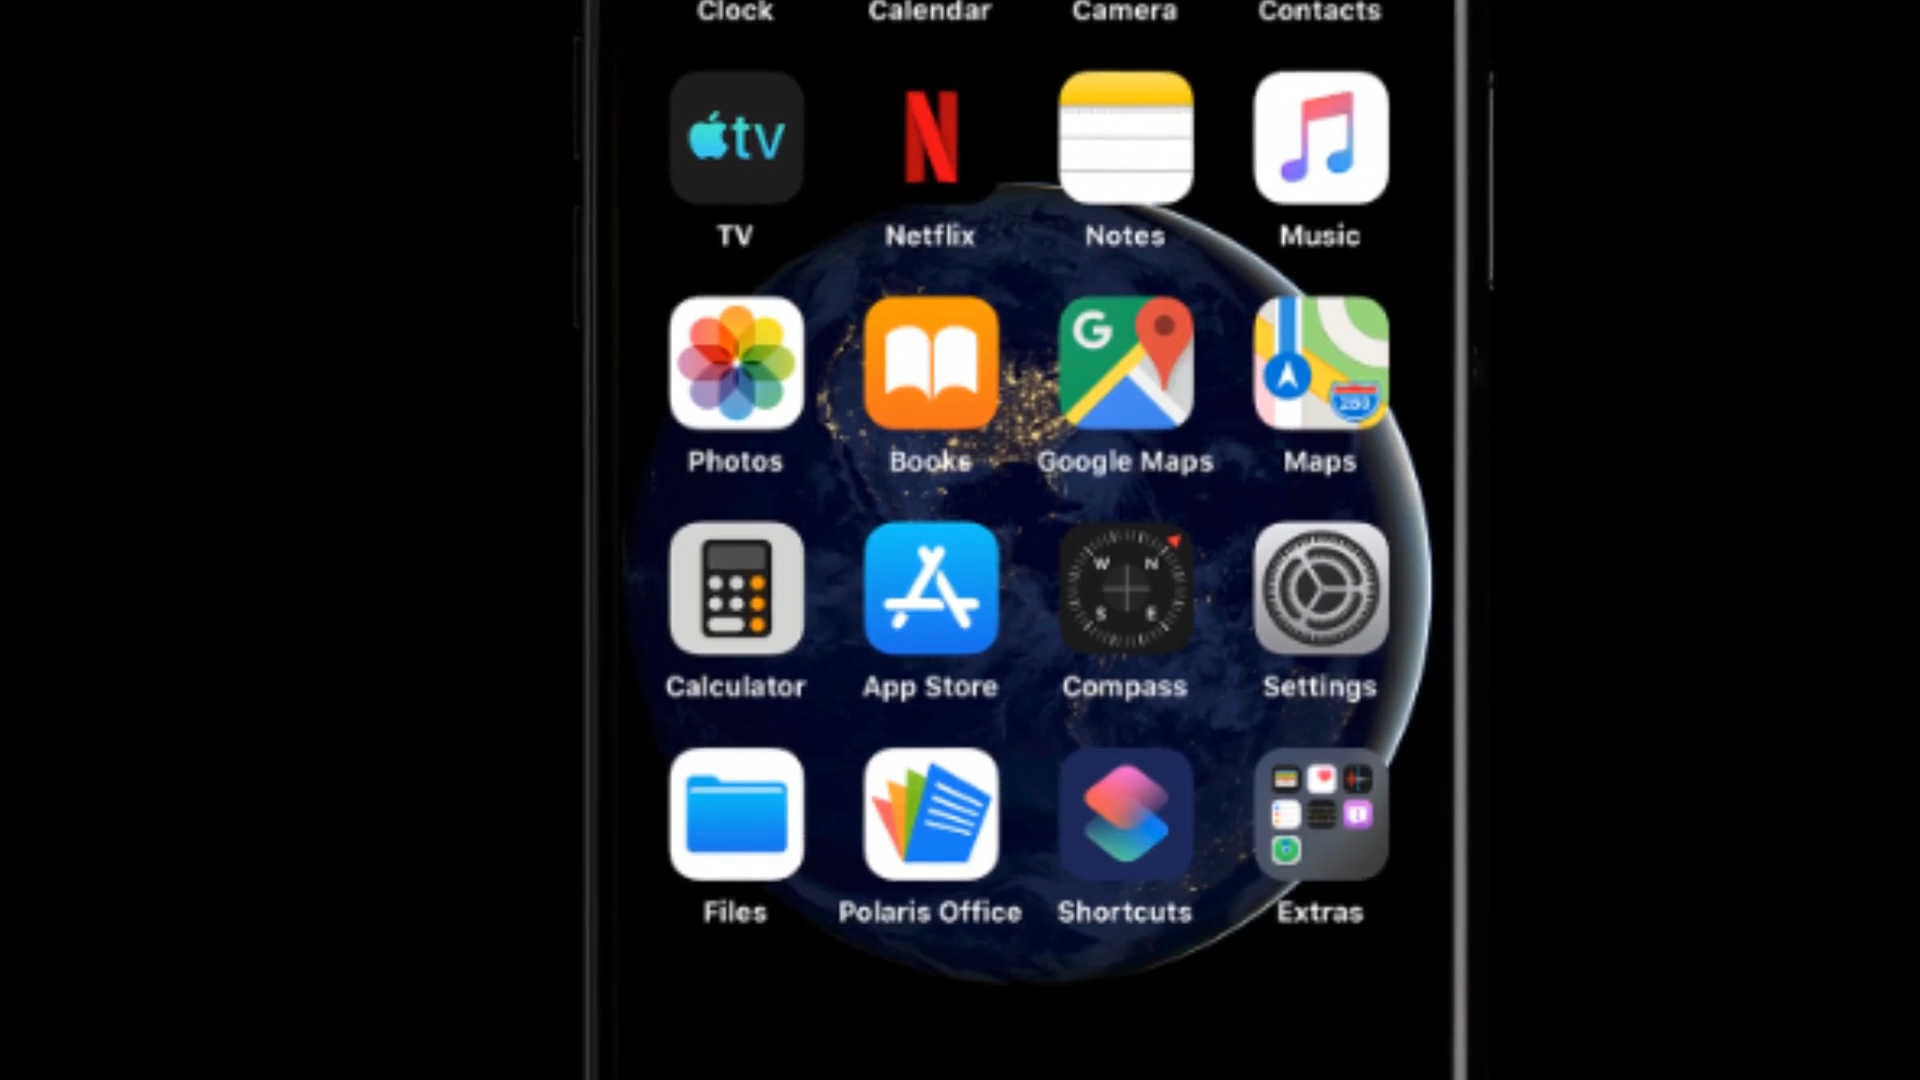 Clock Calendar Camera Contacts
tv N
TV Netflix Notes Music
G
280
Photos Books Google Maps Maps
W N
S E
Calculator App Store Compass Settings
Files Polaris Office Shortcuts Extras